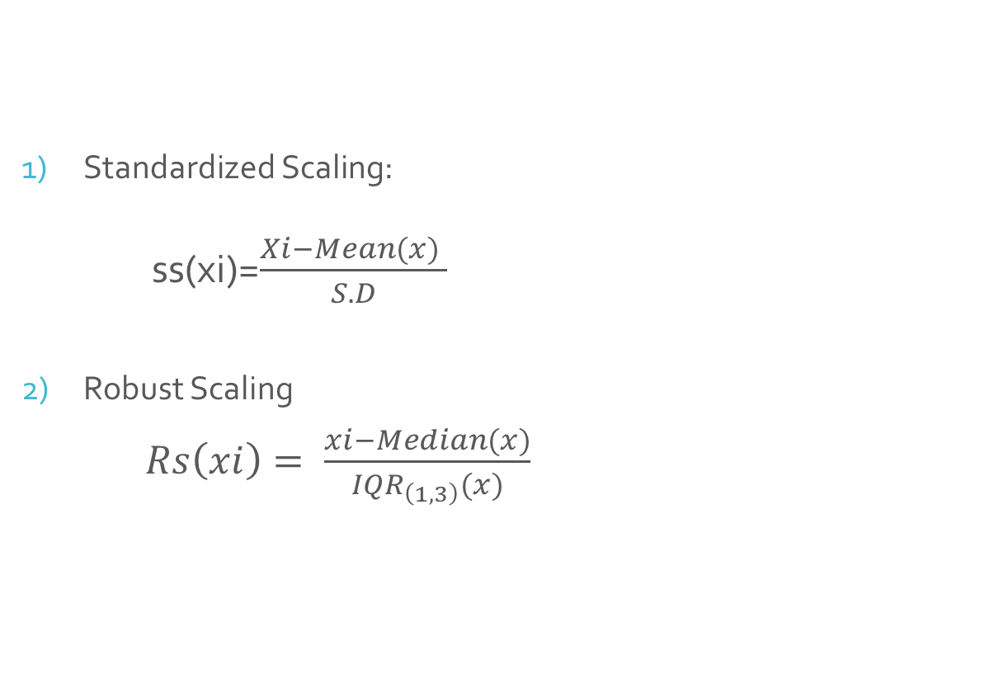 1) Standardized Scaling:
ss(xi)=
Xi−Mean(x)
S.D
2) Robust Scaling
Rs(xi) =
xi−Median(x)
IQR(1,3)(x)